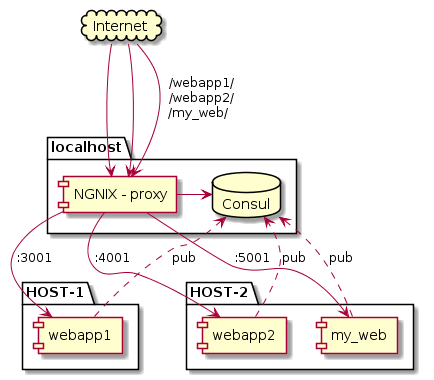 Internet
/webapp1/
/webapp2/
/my_web/
localhost
NGNIX - proxy
Consul
:3001
:4001
pub
:5001
pub
pub
HOST-1
HOST-2
webapp1
webapp2
my_web